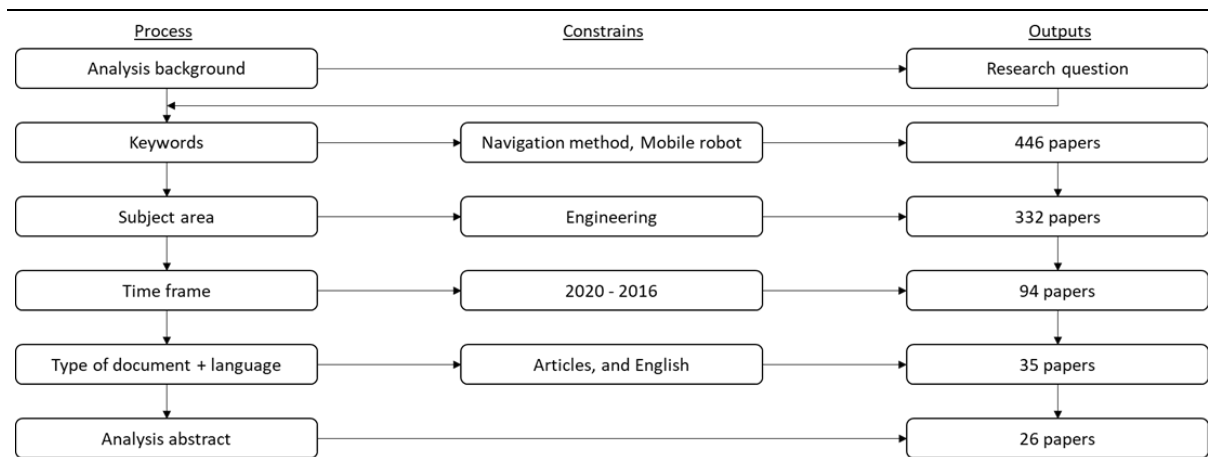 Process Constrains Outputs
Analysis background Research question
Keywords Navigation method, Mobile robot 446 papers
Subject area Engineering 332 papers
Time frame 2020 - 2016 94 papers
Type of document + language Articles, and English 35 papers
Analysis abstract 26 papers